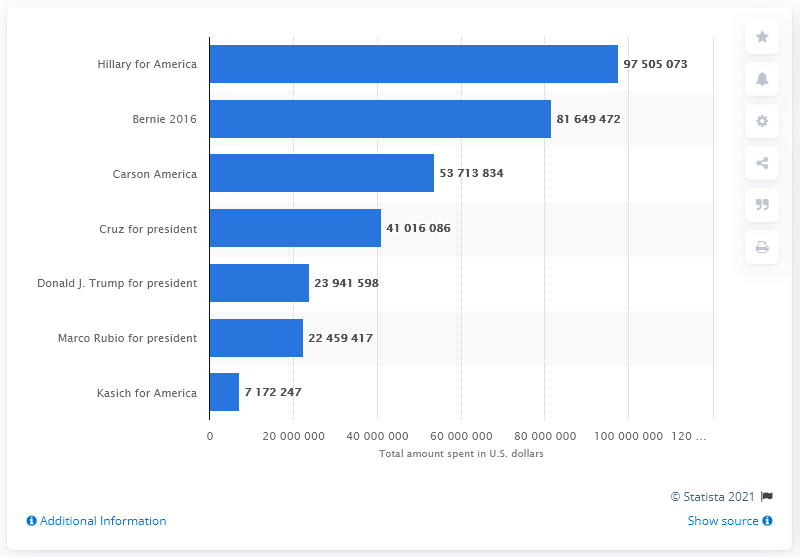 Hillary for America 97 505 073
Bernie 2016 81 649 472
Carson America 53 713 834
Cruz for president 41 016 086
Donald J. Trump for president 23 941 598
Marco Rubio for president 22 459 417
Kasich for America 7 172 247
0 20 000 000 40 000 000 60 000 000 80 000 000 100 000 000 120 ...
Total amount spent in U.S. dollars
© Statista 2021
Additional Information Show source